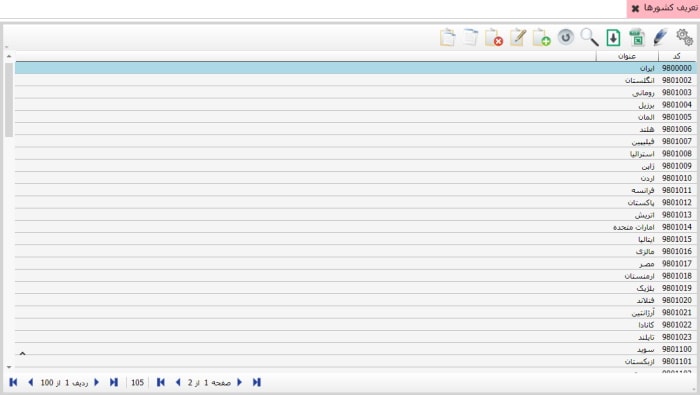 تعریف کشورها
کد عنوان
9800000 ایران
9801002 انگلستان
9801003 رومانی
9801004 برزیل
9801005 المان
9801006 هلند
9801007 فیلیپین
9801008 استرالیا
9801009 ژاپن
9801010 اردن
9801011 فرانسه
9801012 پاکستان
9801013 اتریش
9801014 امارات متحده
9801015 ایتالیا
9801016 مالزی
9801017 مصر
9801018 ارمنستان
9801019 بلژیک
9801020 فنلاند
9801021 آرژانتین
9801022 کانادا
9801023 تایلند
9801100 سوید
9801101 ازبکستان
صفحه 1 از 2 105 ردیف 1 از 100